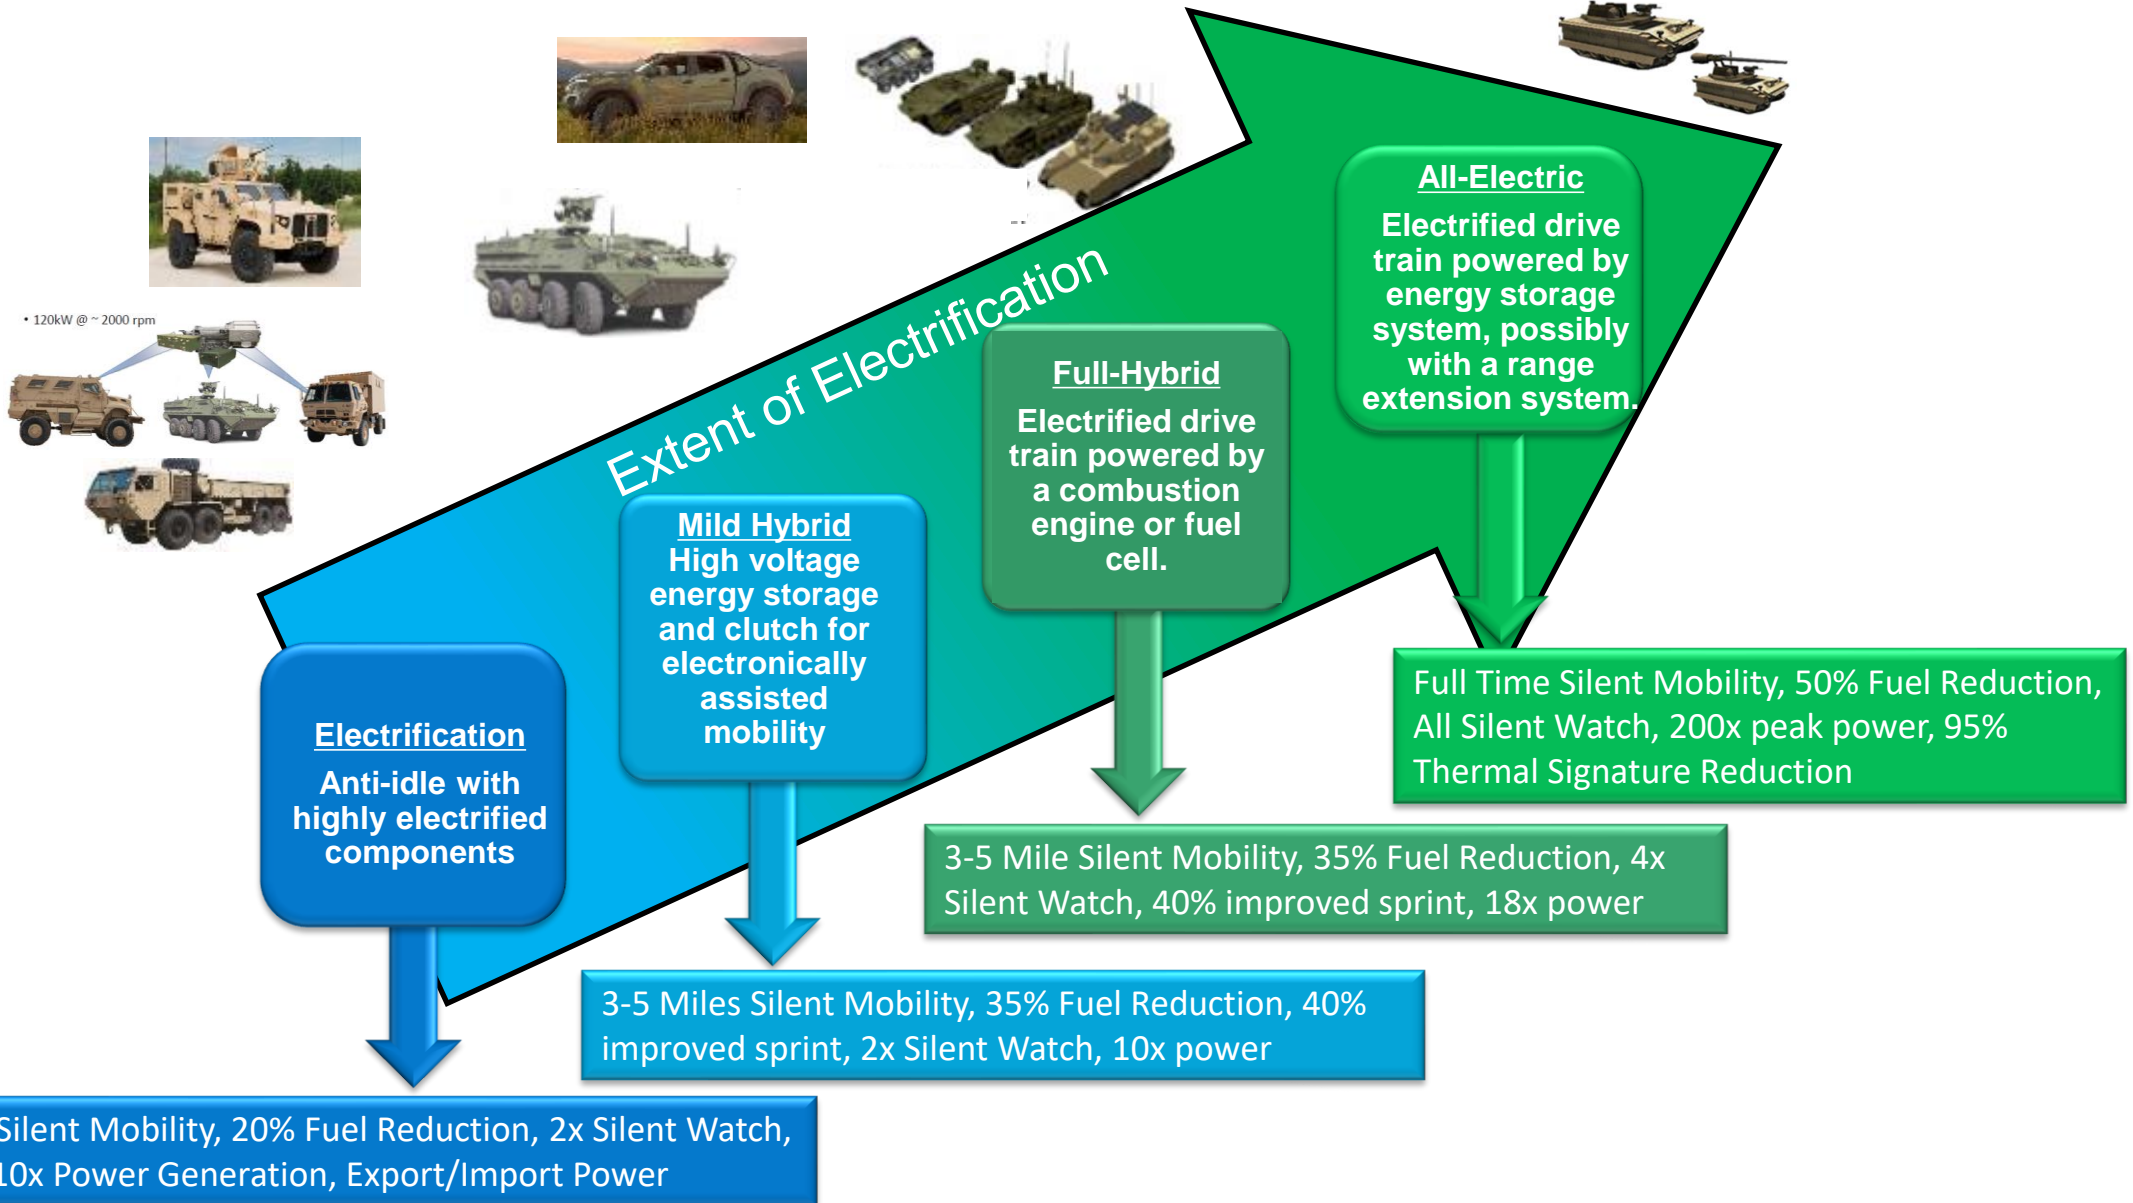 • 120kW @ ~ 2000 rpm
Extent of Electrification
Electrification
Anti-idle with
highly electrified
components
Mild Hybrid
High voltage
energy storage
and clutch for
electronically
assisted
mobility
Full-Hybrid
Electrified drive
train powered by
a combustion
engine or fuel
cell.
All-Electric
Electrified drive
train powered by
energy storage
system, possibly
with a range
extension system.
Full Time Silent Mobility, 50% Fuel Reduction,
All Silent Watch, 200x peak power, 95%
Thermal Signature Reduction
3-5 Mile Silent Mobility, 35% Fuel Reduction, 4x
Silent Watch, 40% improved sprint, 18x power
3-5 Miles Silent Mobility, 35% Fuel Reduction, 40%
improved sprint, 2x Silent Watch, 10x power
Silent Mobility, 20% Fuel Reduction, 2x Silent Watch,
10x Power Generation, Export/Import Power